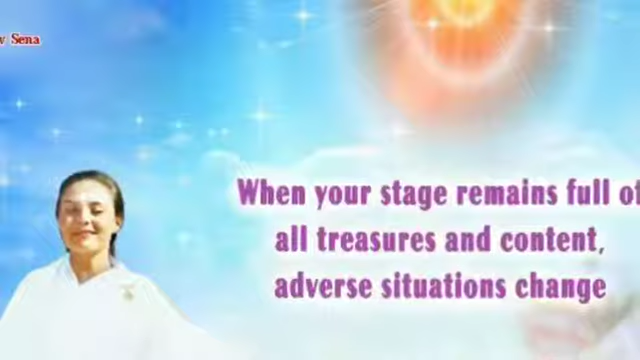 v Sena
When your stage remains full of
all treasures and content,
adverse situations change